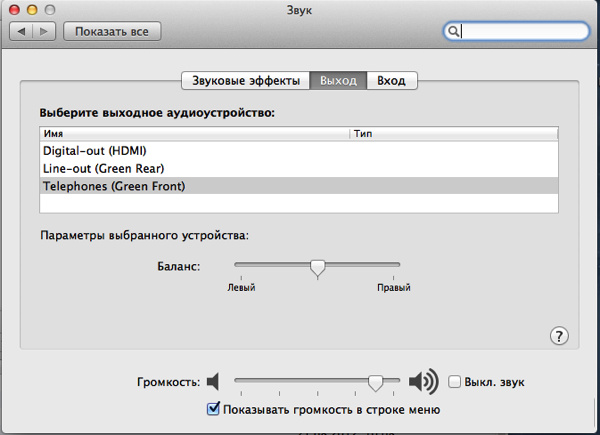 Звук
Показать все
Звуковые эффекты Выход Вход
Выберите выходное аудиоустройство:
Имя Тип
Digital-out (HDMI)
Line-out (Green Rear)
Telephones (Green Front)
Параметры выбранного устройства:
Баланс:
Левый Правый
?
Громкость: Выкл. звук
Показывать громкость в строке меню